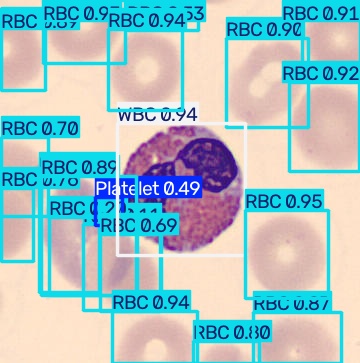 RBC 0.94
RBC 0.91
RBC 0.90
RBC 0.92
WBC 0.94
RBC 0.70
RBC 0.89
Platelet 0.49
RBC 0.95
RBC 0.69
RBC 0.94
RBC 0.87
RBC 0.80